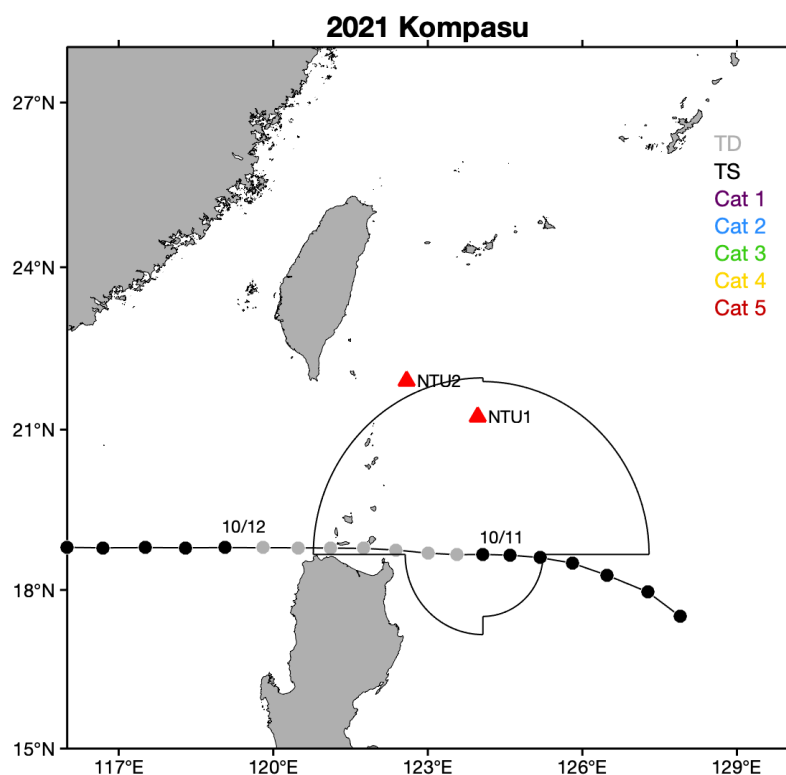 2021 Kompasu
27°N
24°N
21°N
18°N
15°N
TD
TS
Cat 1
Cat 2
Cat 3
Cat 4
Cat 5
NTU2
NTU1
10/12
10/11
117°E
120°E
123°E
126°E
129°E